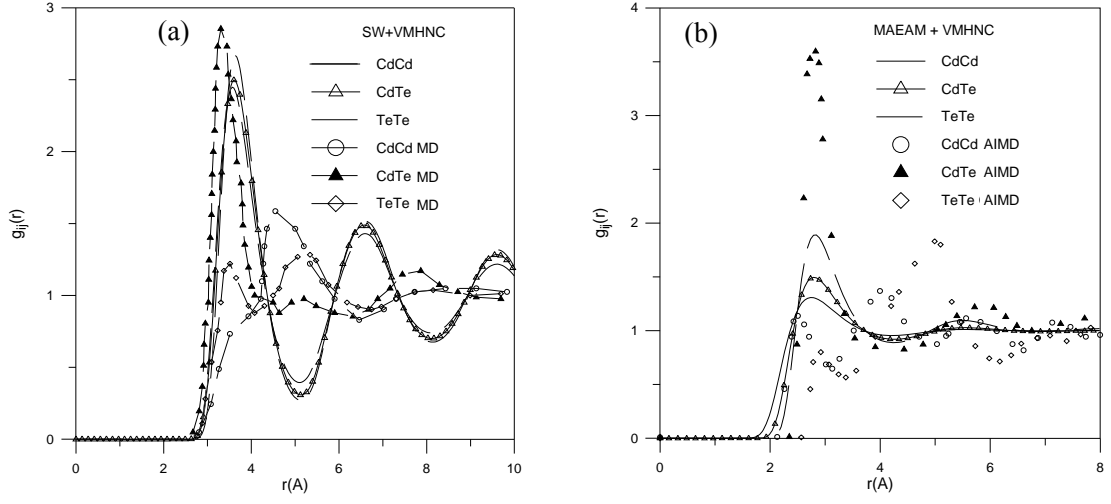 (a)
SW+VMHNC
CdCd
CdTe
TeTe
CdCd MD
CdTe MD
TeTe MD
3
2
1
0
0 2 4 6 8 10
r(A)
gij(r)
(b)
MAEAM + VMHNC
CdCd
CdTe
TeTe
CdCd AIMD
CdTe AIMD
TeTe AIMD
4
3
2
1
0
0 2 4 6 8
r(A)
gij(r)